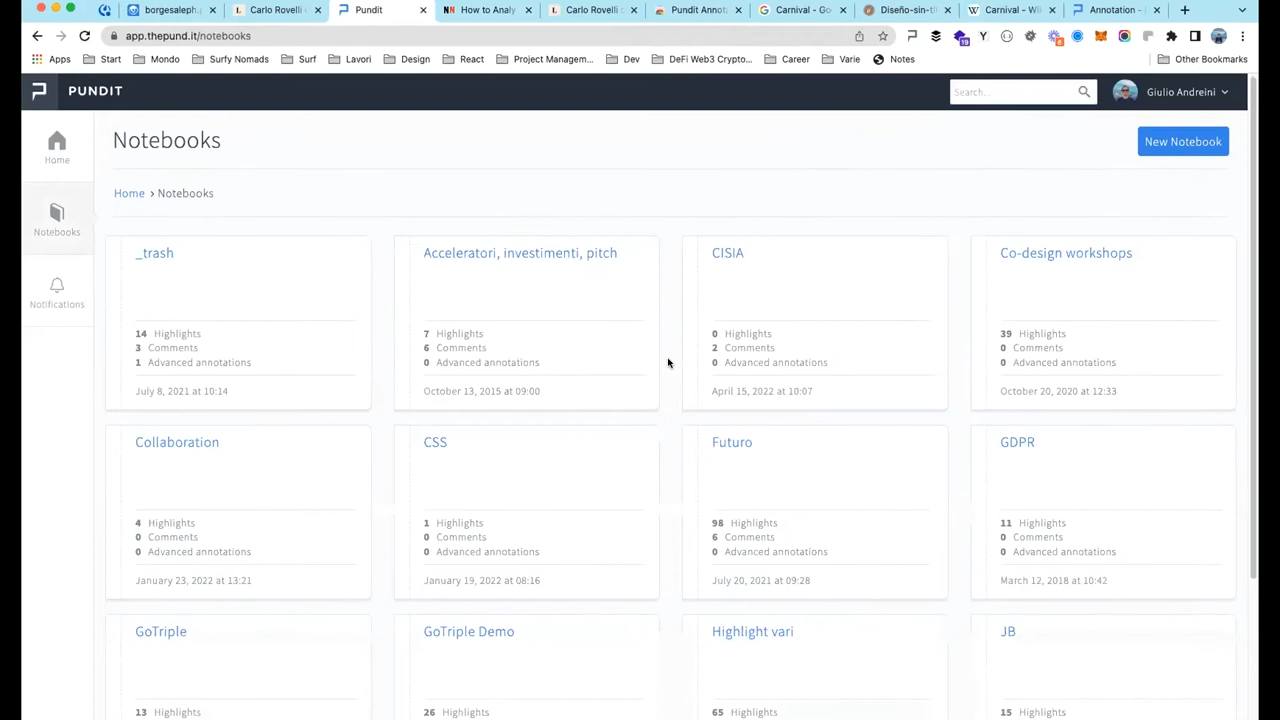 borgesaleph.p
Carlo Rovelli e
Pundit
How to Analy
Carlo Rovelli c
Pundit Annot
Carnival - Goo
Diseño-sin-tí
Carnival - Wi
Annotation -
app.thepund.it/notebooks
19
6
Apps
Start
Mondo
Surfy Nomads
Surf
Lavori
Design
React
Project Managem...
Dev
DeFi Web3 Crypto...
Career
Varie
Notes
Other Bookmarks
PUNDIT
Search...
Giulio Andreini
Home
Notebooks
Notifications
Notebooks
New Notebook
Home › Notebooks
_trash
14 Highlights
3 Comments
1 Advanced annotations
July 8, 2021 at 10:14
Acceleratori, investimenti, pitch
7 Highlights
6 Comments
0 Advanced annotations
October 13, 2015 at 09:00
CISIA
0 Highlights
2 Comments
0 Advanced annotations
April 15, 2022 at 10:07
Co-design workshops
39 Highlights
0 Comments
0 Advanced annotations
October 20, 2020 at 12:33
Collaboration
4 Highlights
0 Comments
0 Advanced annotations
January 23, 2022 at 13:21
CSS
1 Highlights
0 Comments
0 Advanced annotations
January 19, 2022 at 08:16
Futuro
98 Highlights
6 Comments
0 Advanced annotations
July 20, 2021 at 09:28
GDPR
11 Highlights
0 Comments
0 Advanced annotations
March 12, 2018 at 10:42
GoTriple
13 Highlights
GoTriple Demo
26 Highlights
Highlight vari
65 Highlights
JB
15 Highlights